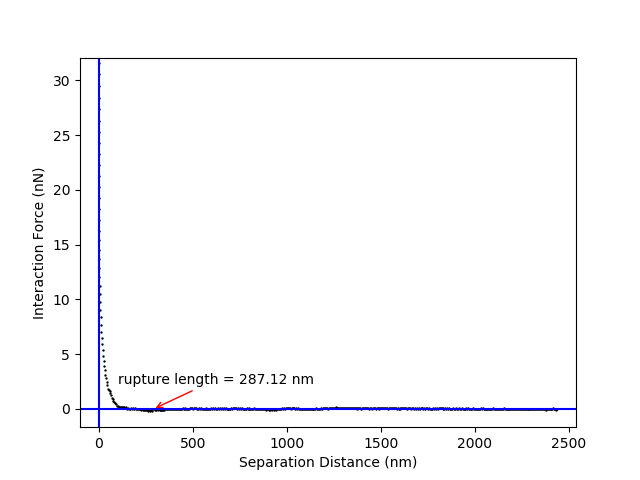 30
25
20
15
10
5
0
Interaction Force (nN)
rupture length = 287.12 nm
0 500 1000 1500 2000 2500
Separation Distance (nm)